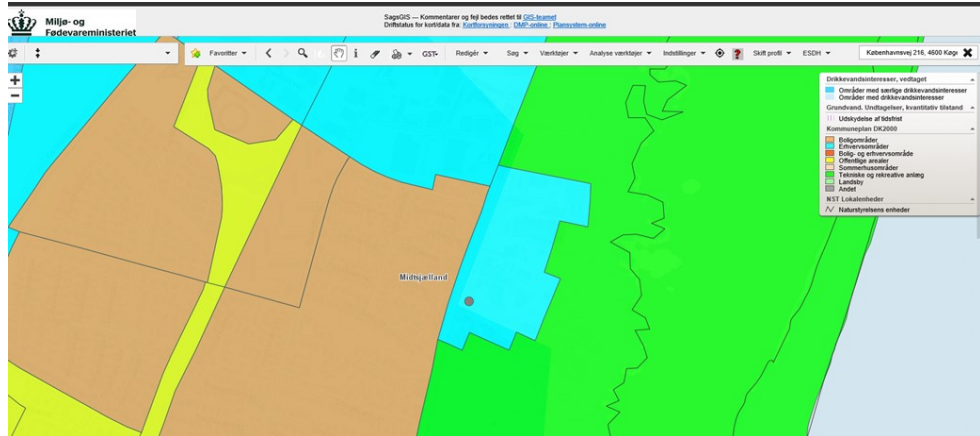 Miljø- og
Fødevareministeriet
SagsGIS — Kommentarer og fejl bedes rettet til GIS-teamet
Driftstatus for kort/data fra: Kortforsyningen : DMP-online : Plansystem-online
Favoritter GST- Redigér Søg Værktøjer Analyse værktøjer Indstillinger Skift profil ESDH Københavnsvej 216, 4600 Køge
+
−
Drikkevandsinteresser, vedtaget
Områder med særlige drikkevandsinteresser
Områder med drikkevandsinteresser
Grundvand. Undtagelser, kvantitativ tilstand
Udskydelse af tidsfrist
Kommuneplan DK2000
Boligområder
Erhvervsområder
Bolig- og erhvervsområde
Offentlige arealer
Sommerhusområder
Tekniske og rekreative anlæg
Landsby
Andet
NST Lokalenheder
Naturstyrelsens enheder
Midtsjælland